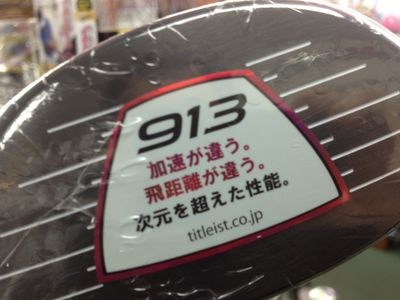 913
加速が違う。
飛距離が違う。
次元を超えた性能。
titleist.co.jp